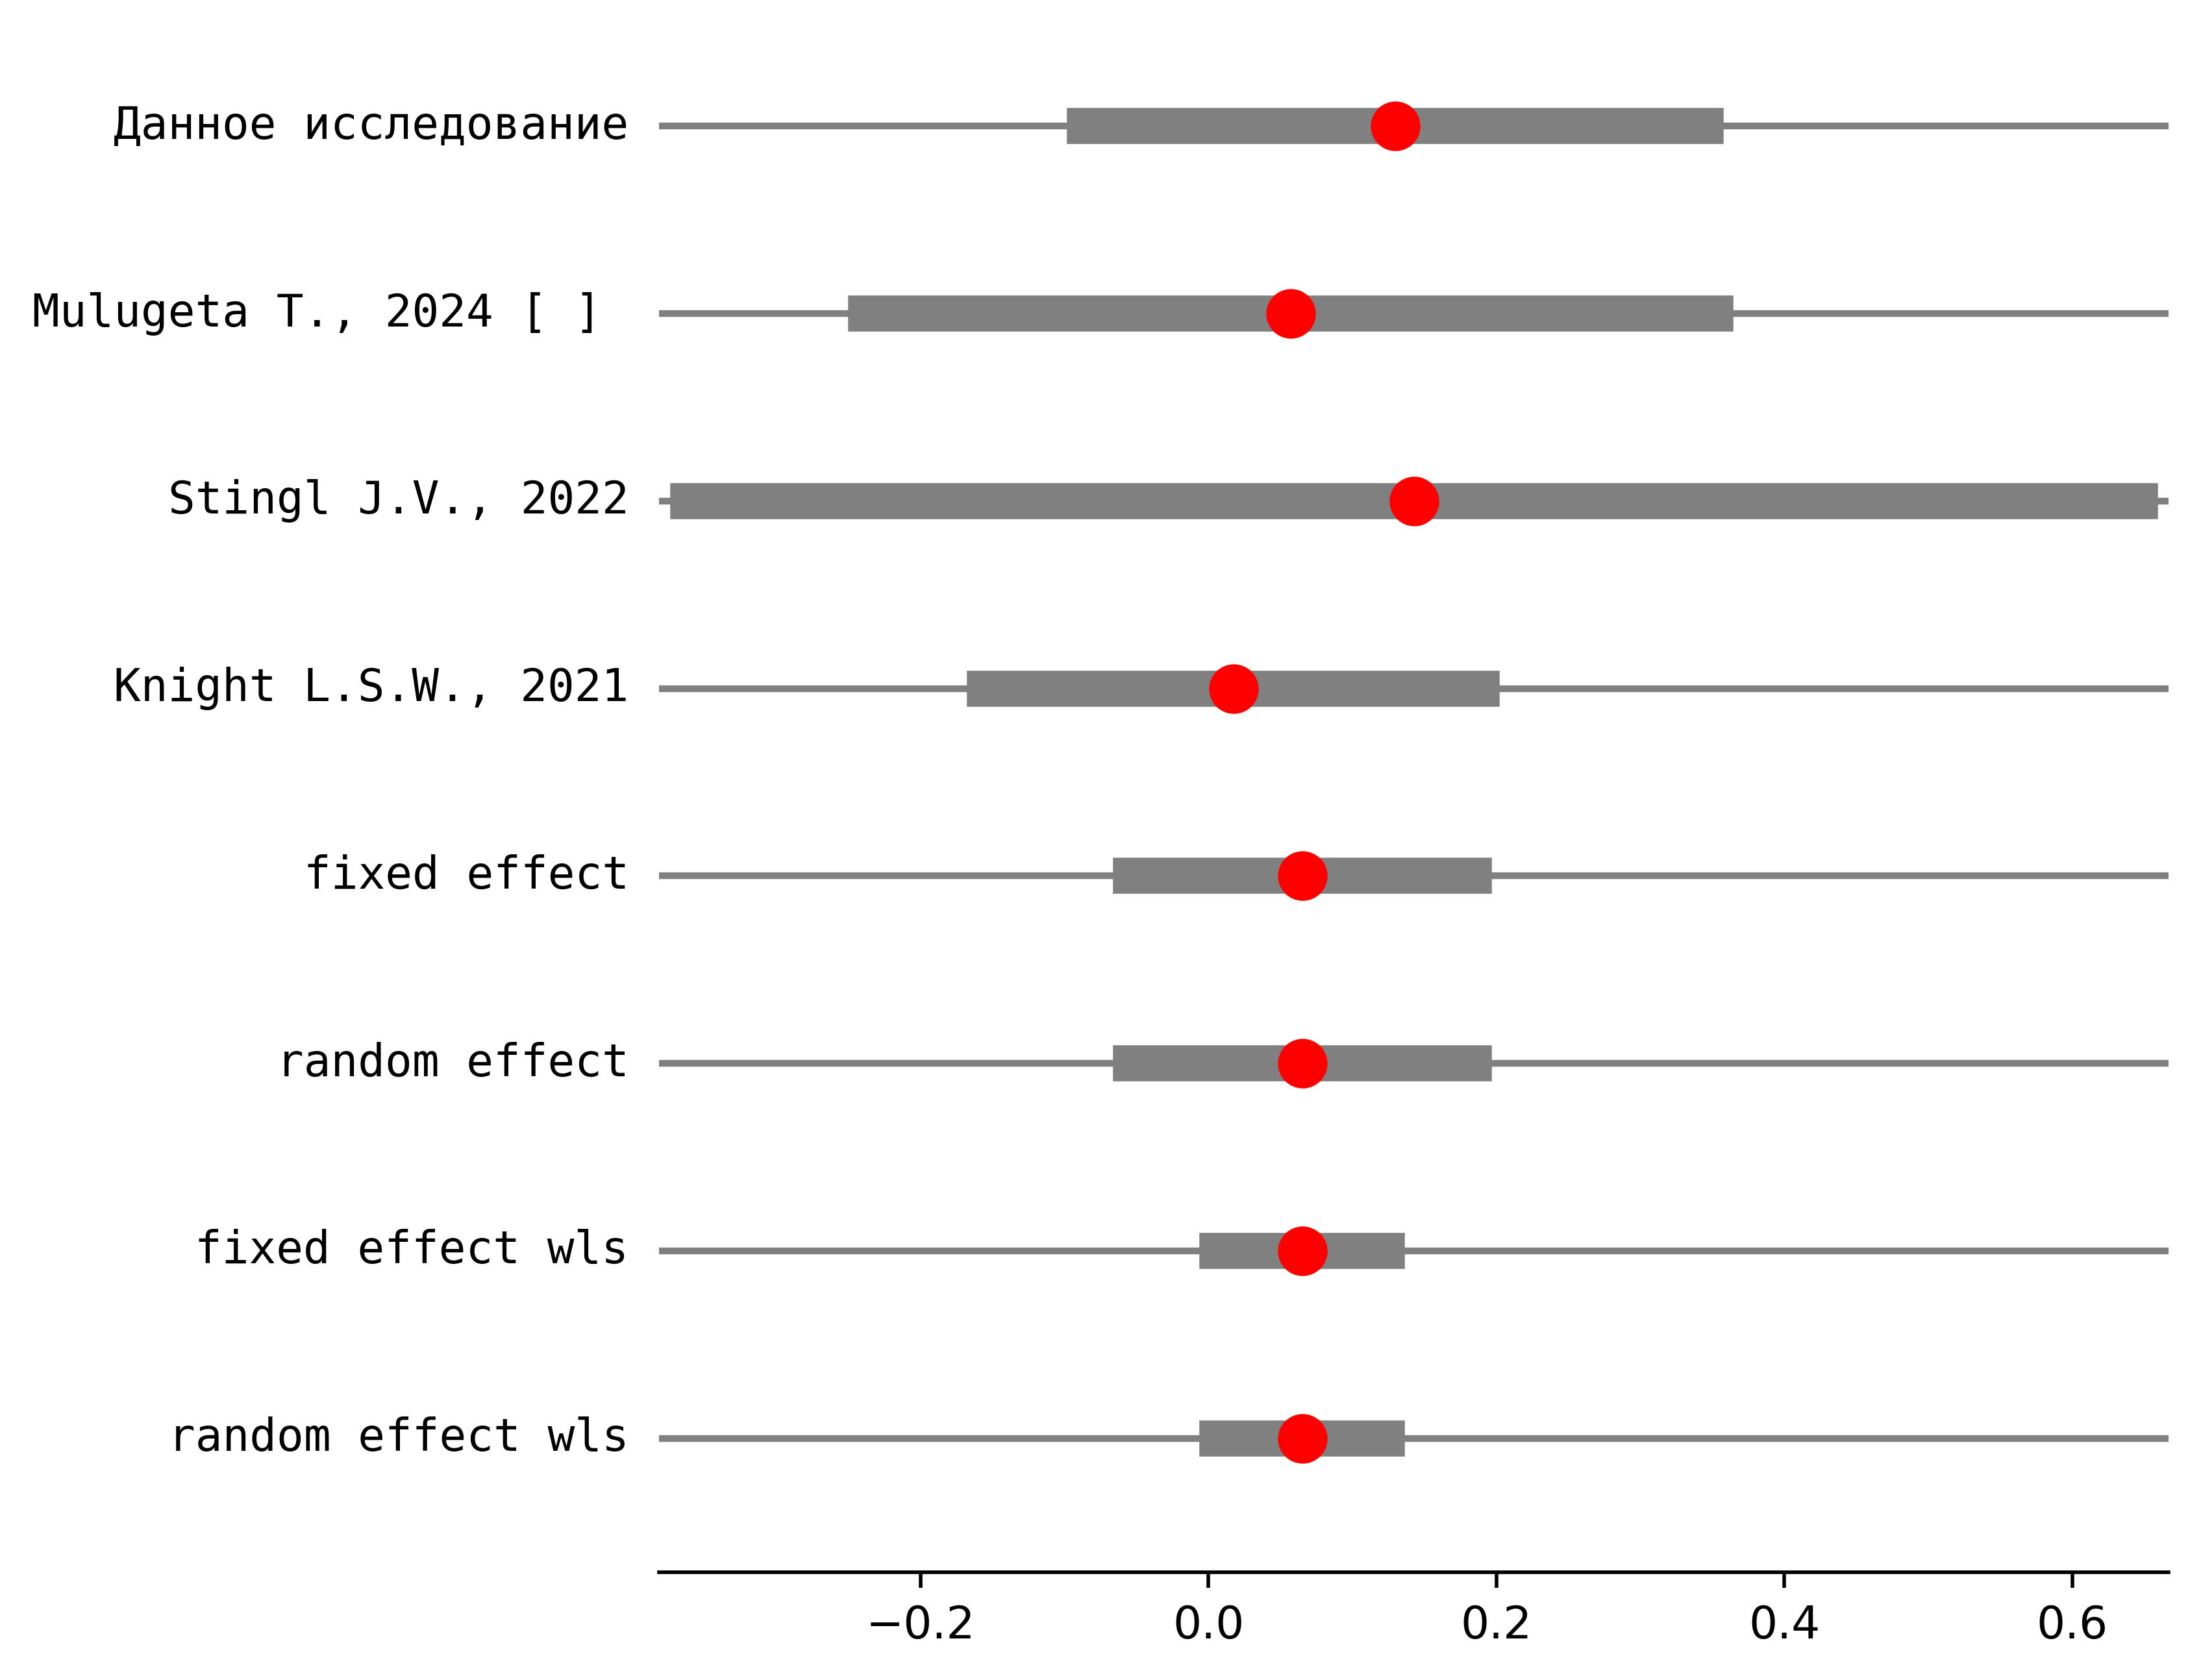 Данное исследование
Mulugeta T., 2024 [ ]
Stingl J.V., 2022
Knight L.S.W., 2021
fixed effect
random effect
fixed effect wls
random effect wls
−0.2 0.0 0.2 0.4 0.6